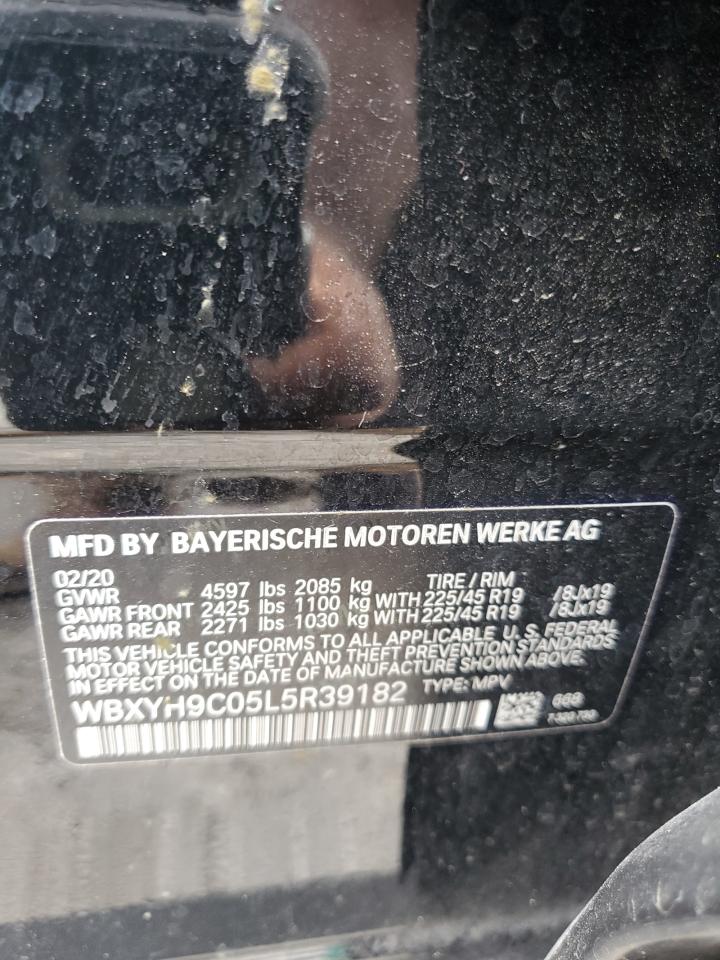 MFD BY BAYERISCHE MOTOREN WERKE AG
02/20 TIRE / RIM
GVWR 4597 lbs 2085 kg
GAWR FRONT 2425 lbs 1100 kg WITH 225/45 R19 /8Jx19
GAWR REAR 2271 lbs 1030 kg WITH 225/45 R19 /8Jx19
THIS VEHICLE CONFORMS TO ALL APPLICABLE U. S. FEDERAL
MOTOR VEHICLE SAFETY AND THEFT PREVENTION STANDARDS
IN EFFECT ON THE DATE OF MANUFACTURE SHOWN ABOVE.
WBXYH9C05L5R39182 TYPE: MPV
668